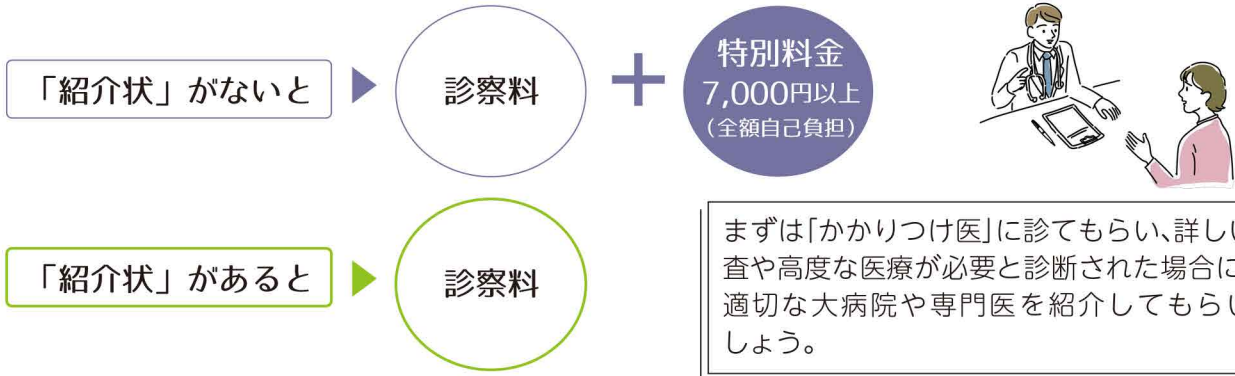 「紹介状」がないと
診察料
+
特別料金
7,000円以上
(全額自己負担)
「紹介状」があると
診察料
まずは「かかりつけ医」に診てもらい、詳しい
査や高度な医療が必要と診断された場合に
適切な大病院や専門医を紹介してもらい
しょう。